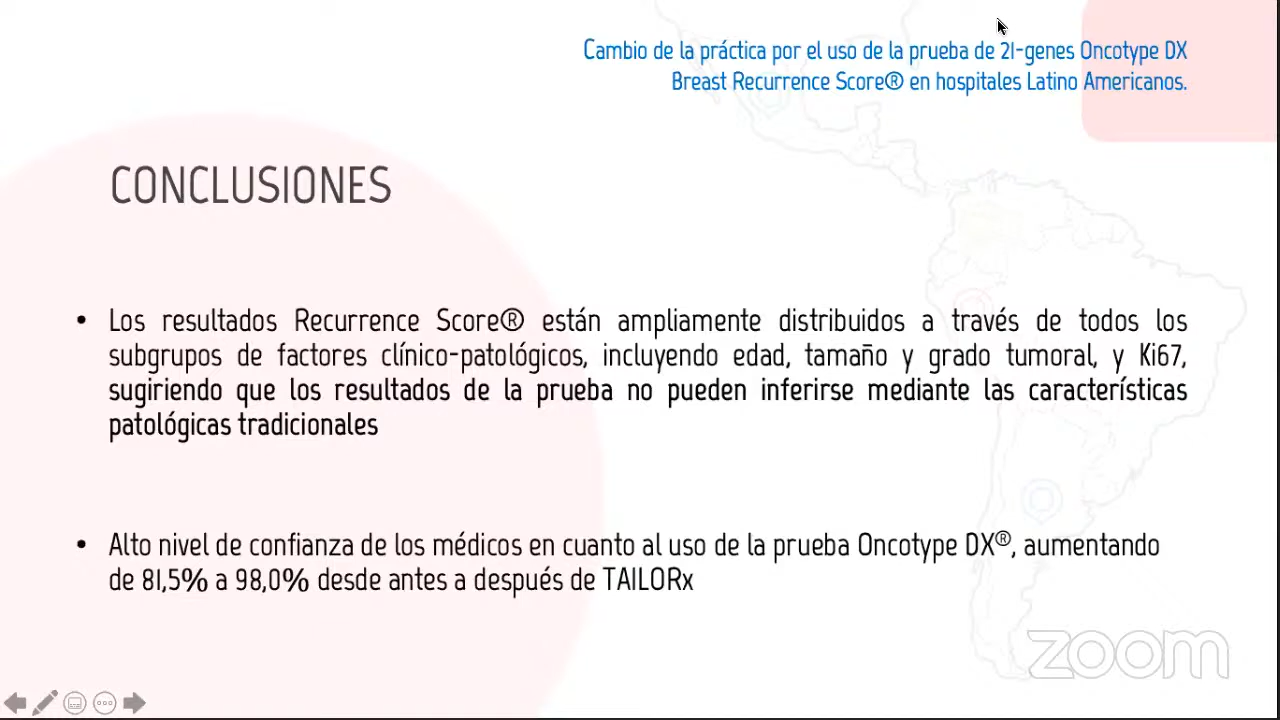 Cambio de la práctica por el uso de la prueba de 21-genes Oncotype DX
Breast Recurrence Score® en hospitales Latino Americanos.
CONCLUSIONES
• Los resultados Recurrence Score® están ampliamente distribuidos a través de todos los
subgrupos de factores clínico-patológicos, incluyendo edad, tamaño y grado tumoral, y Ki67,
sugiriendo que los resultados de la prueba no pueden inferirse mediante las características
patológicas tradicionales
• Alto nivel de confianza de los médicos en cuanto al uso de la prueba Oncotype DX®, aumentando
de 81,5% a 98,0% desde antes a después de TAILORx
zoom